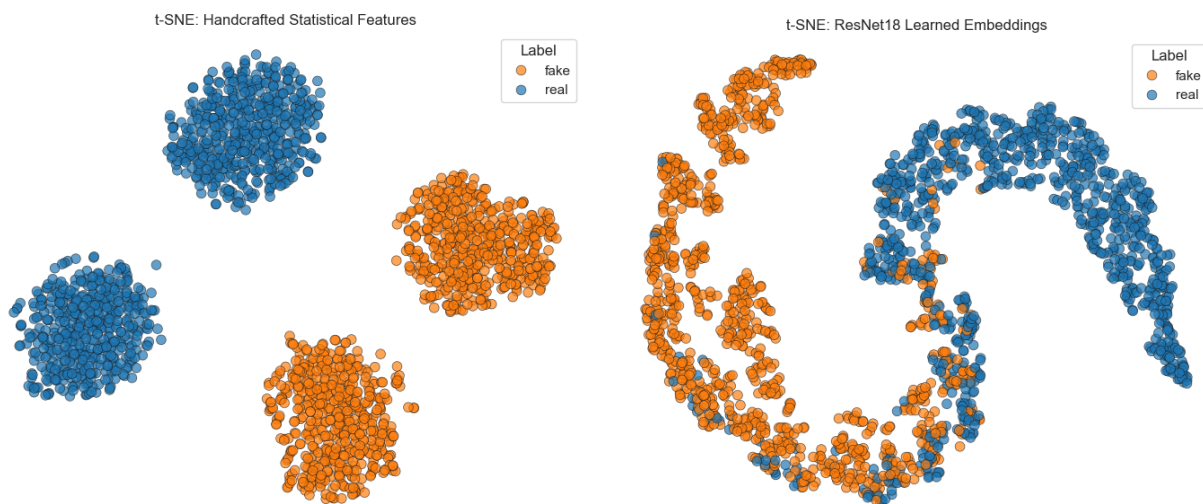 t-SNE: Handcrafted Statistical Features
Label
fake
real
t-SNE: ResNet18 Learned Embeddings
Label
fake
real